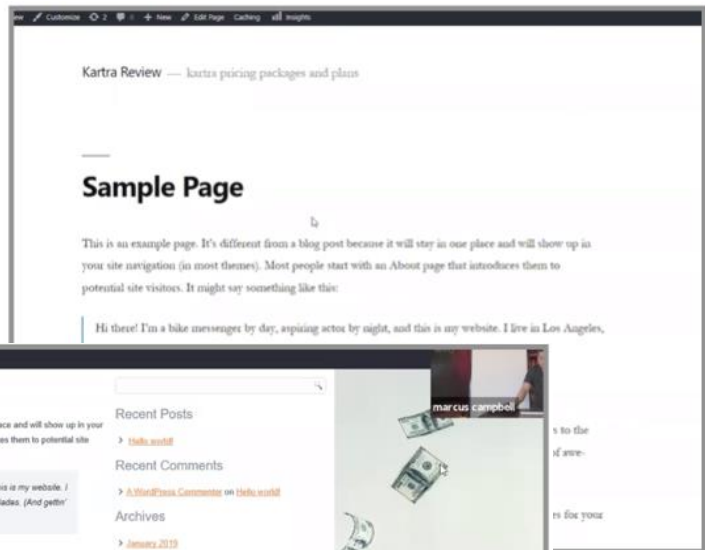 ew Customize 2 0 New Edit Page Caching Insights
Kartra Review — kartra pricing packages and plans
Sample Page
This is an example page. It's different from a blog post because it will stay in one place and will show up in
your site navigation (in most themes). Most people start with an About page that introduces them to
potential site visitors. It might say something like this:
Hi there! I'm a bike messenger by day, aspiring actor by night, and this is my website. I live in Los Angeles,
s to the
of awe-
es for your
marcus campbell
ace and will show up in your
es them to potential site
his is my website. I
ladas. (And gettin'
Recent Posts
Hello world!
Recent Comments
A WordPress Commenter on Hello world!
Archives
January 2019